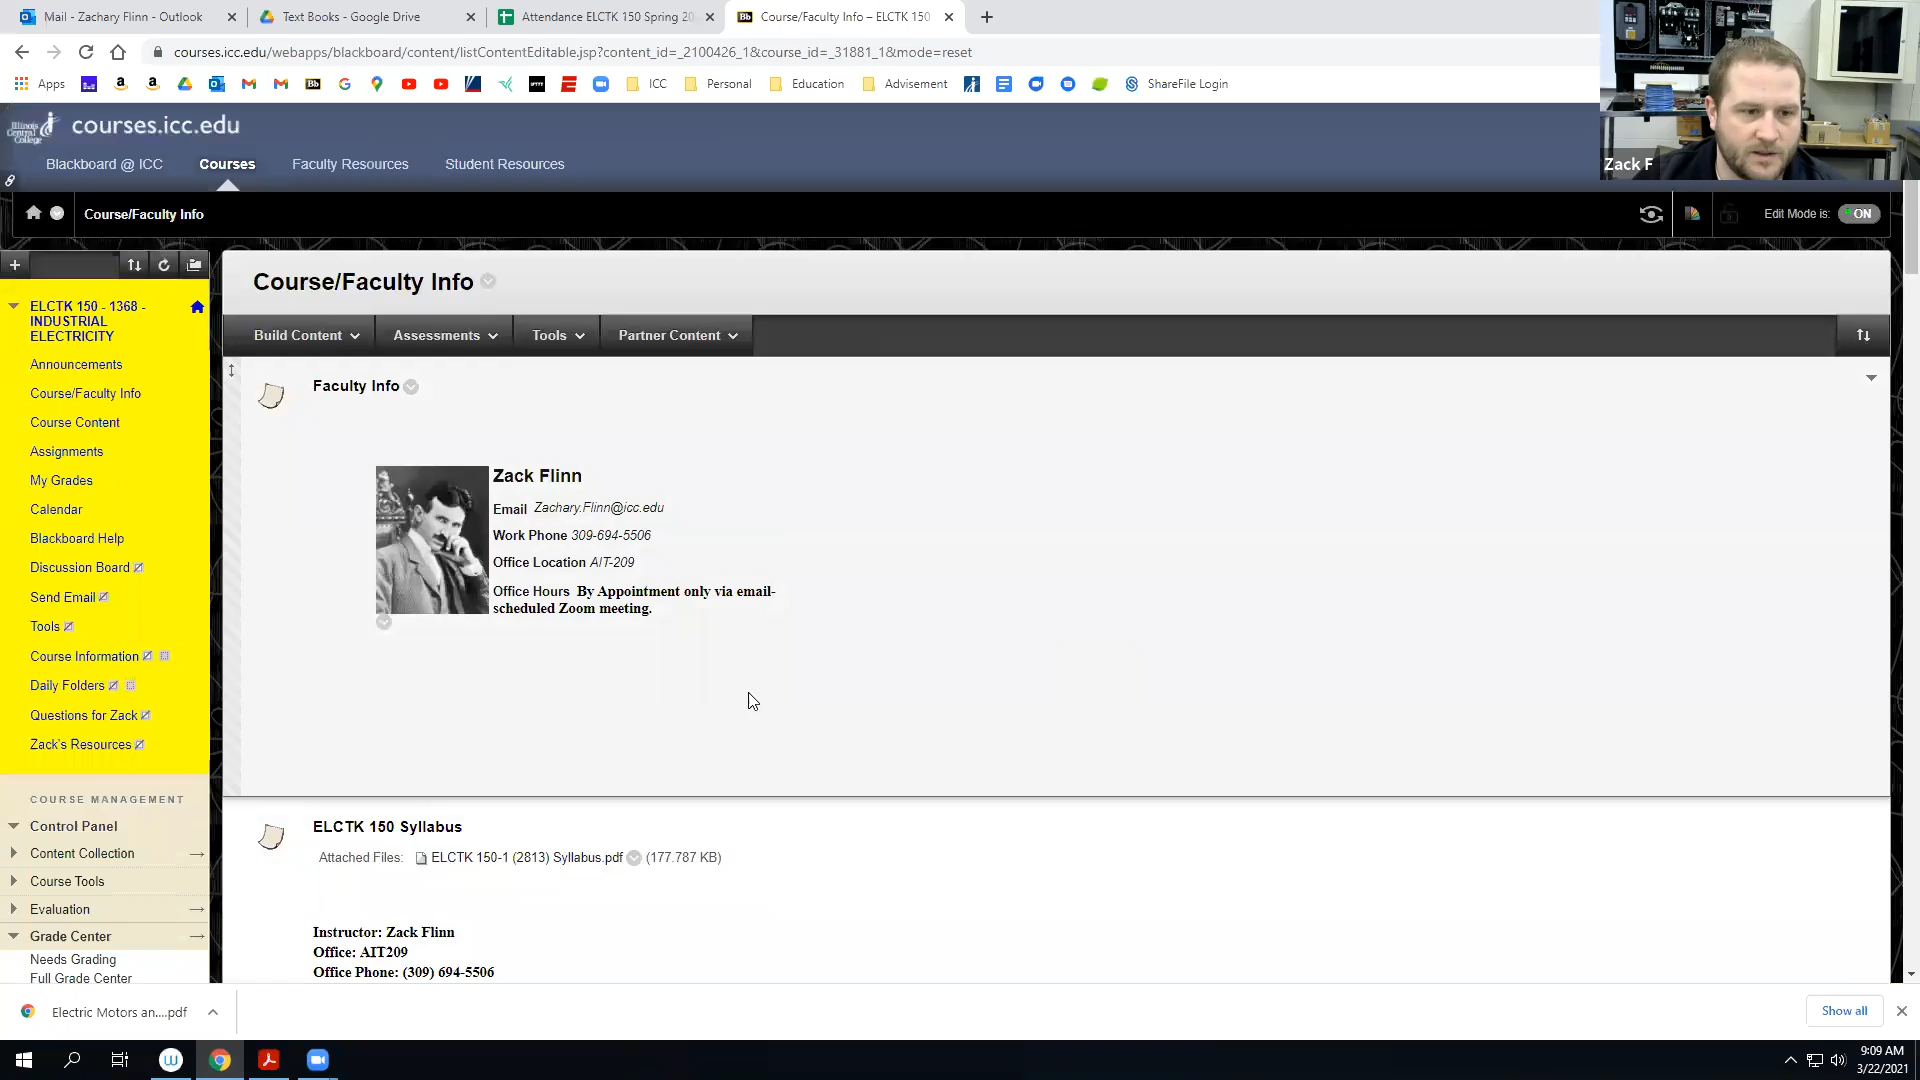 Mail - Zachary Flinn - Outlook
Text Books - Google Drive
Attendance ELCTK 150 Spring 20
Course/Faculty Info – ELCTK 150
courses.icc.edu/webapps/blackboard/content/listContentEditable.jsp?content_id=_2100426_1&course_id=_31881_1&mode=reset
Apps
ICC
Personal
Education
Advisement
ShareFile Login
Illinois Central College
courses.icc.edu
Blackboard @ ICC
Courses
Faculty Resources
Student Resources
Zack F
Course/Faculty Info
Edit Mode is: ON
ELCTK 150 - 1368 -
INDUSTRIAL
ELECTRICITY
Announcements
Course/Faculty Info
Course Content
Assignments
My Grades
Calendar
Blackboard Help
Discussion Board
Send Email
Tools
Course Information
Daily Folders
Questions for Zack
Zack's Resources
COURSE MANAGEMENT
Control Panel
Content Collection
Course Tools
Evaluation
Grade Center
Needs Grading
Full Grade Center
Course/Faculty Info
Build Content
Assessments
Tools
Partner Content
Faculty Info
Zack Flinn
Email Zachary.Flinn@icc.edu
Work Phone 309-694-5506
Office Location AIT-209
Office Hours By Appointment only via email-
scheduled Zoom meeting.
ELCTK 150 Syllabus
Attached Files: ELCTK 150-1 (2813) Syllabus.pdf (177.787 KB)
Instructor: Zack Flinn
Office: AIT209
Office Phone: (309) 694-5506
Electric Motors an....pdf
Show all
9:09 AM
3/22/2021